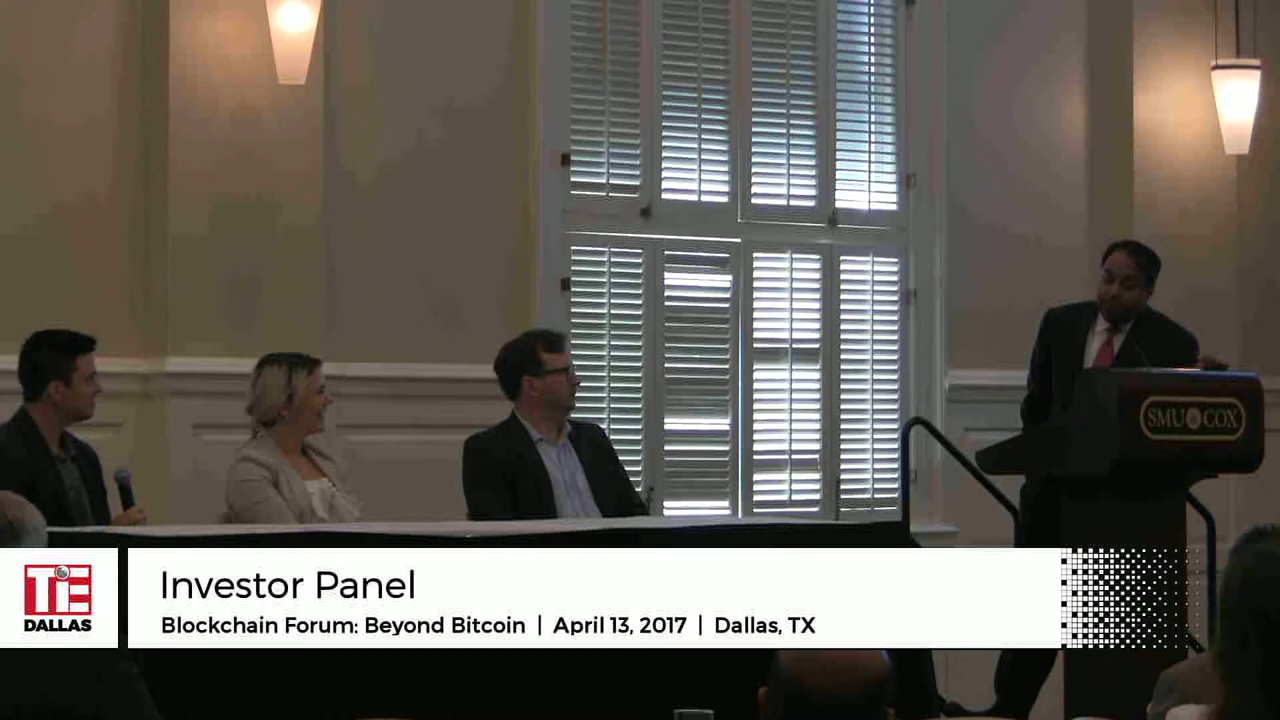 SMU COX
TiE
DALLAS
Investor Panel
Blockchain Forum: Beyond Bitcoin | April 13, 2017 | Dallas, TX